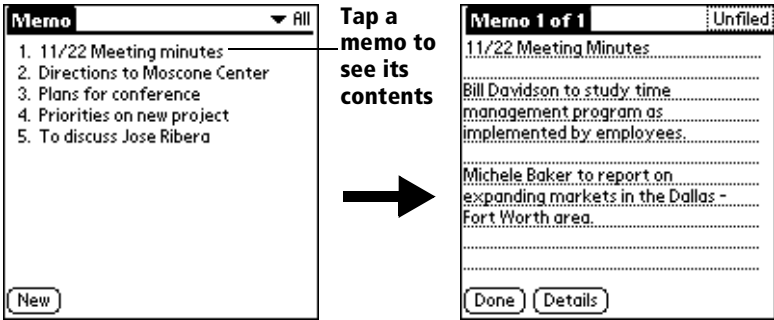 Memo
All
1. 11/22 Meeting minutes
2. Directions to Moscone Center
3. Plans for conference
4. Priorities on new project
5. To discuss Jose Ribera
New
Tap a
memo to
see its
contents
Memo 1 of 1
Unfiled
11/22 Meeting Minutes
Bill Davidson to study time
management program as
implemented by employees.
Michele Baker to report on
expanding markets in the Dallas -
Fort Worth area.
Done
Details